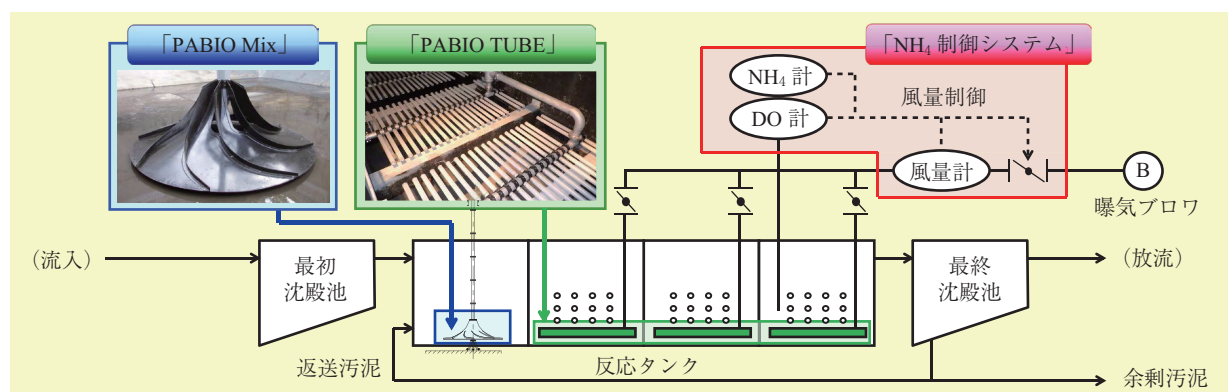 「PABIO Mix」
「PABIO TUBE」
「NH₄ 制御システム」
NH₄ 計
DO 計
風量制御
風量計
B
曝気ブロワ
(流入)
最初
沈殿池
最終
沈殿池
(放流)
返送汚泥
反応タンク
余剰汚泥